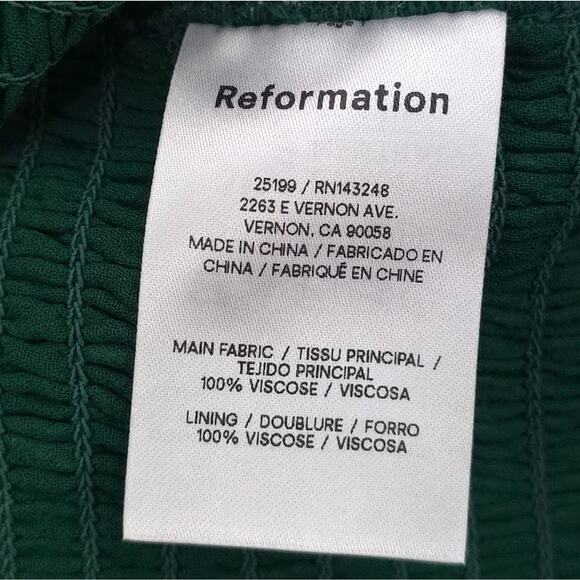 Reformation
25199 / RN143248
2263 E VERNON AVE.
VERNON, CA 90058
MADE IN CHINA / FABRICADO EN
CHINA / FABRIQUÉ EN CHINE
MAIN FABRIC / TISSU PRINCIPAL /
TEJIDO PRINCIPAL
100% VISCOSE / VISCOSA
LINING / DOUBLURE / FORRO
100% VISCOSE / VISCOSA